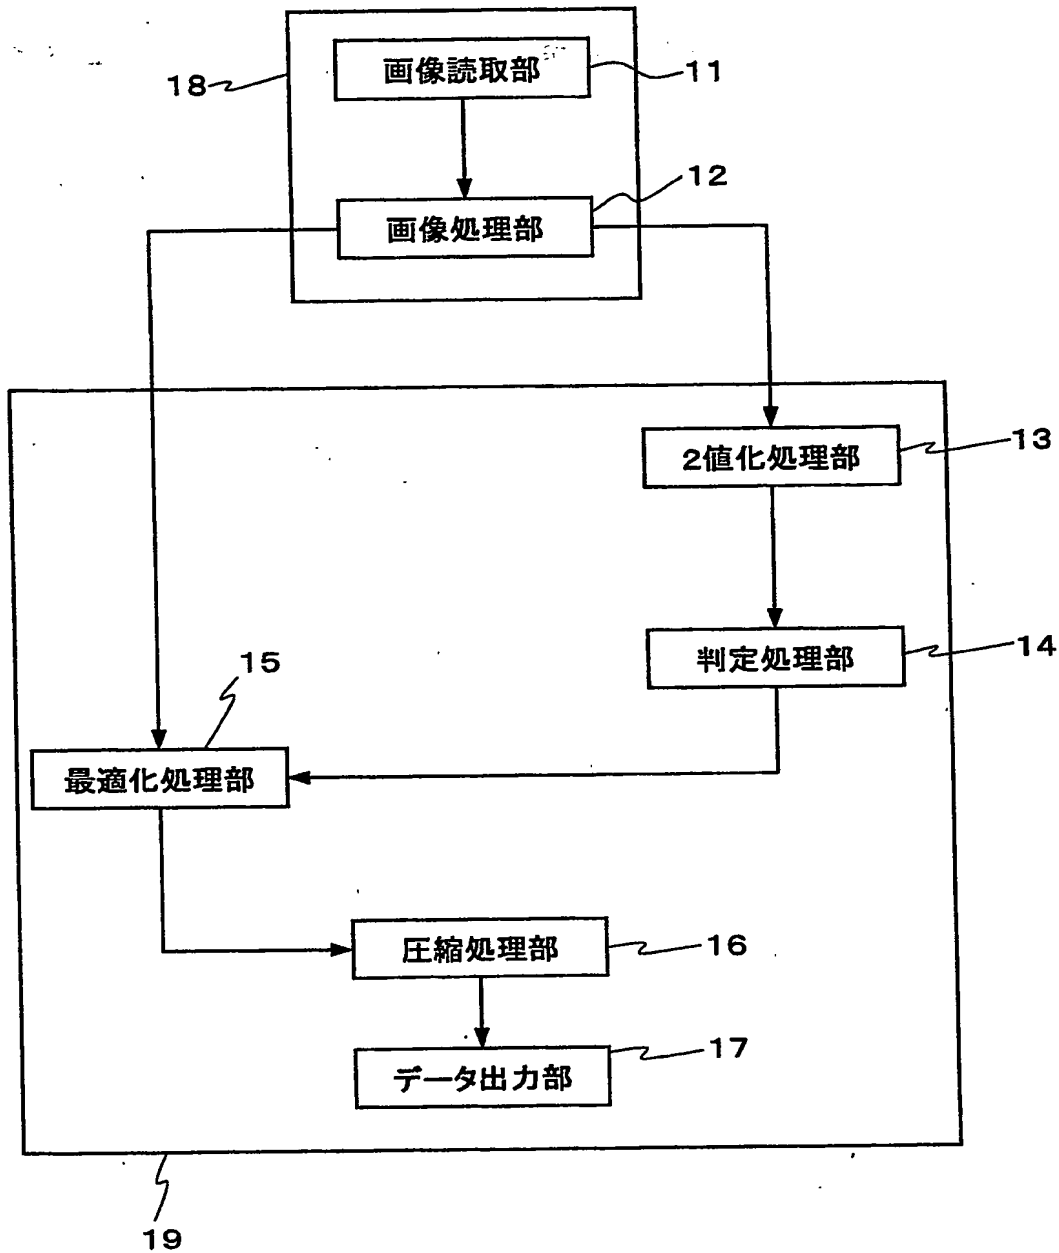 画像読取部
11
18
12
画像処理部
2値化処理部
13
判定処理部
14
15
最適化処理部
圧縮処理部
16
データ出力部
17
19